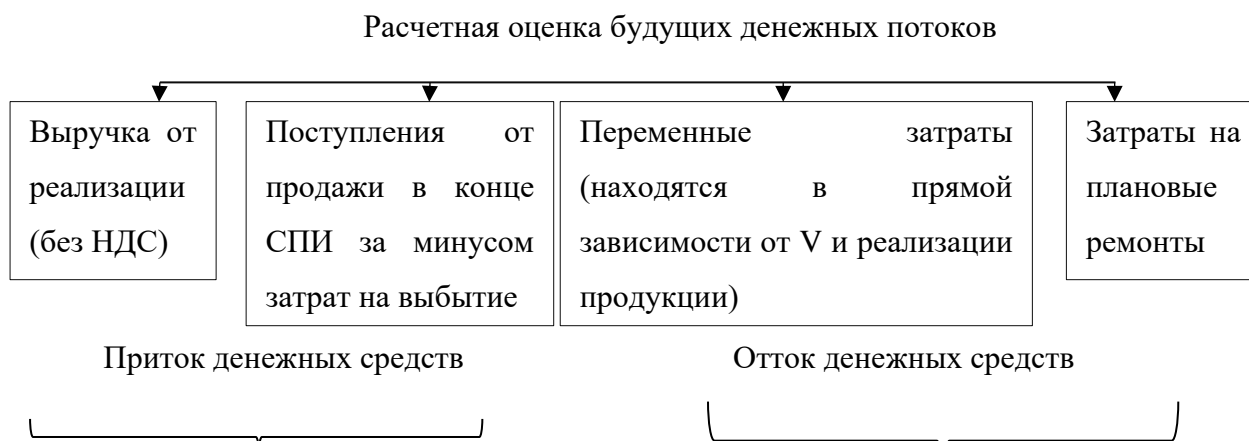 Расчетная оценка будущих денежных потоков
Выручка от
реализации
(без НДС)
Поступления от
продажи в конце
СПИ за минусом
затрат на выбытие
Переменные затраты
(находятся в прямой
зависимости от V и реализации
продукции)
Затраты на
плановые
ремонты
Приток денежных средств
Отток денежных средств